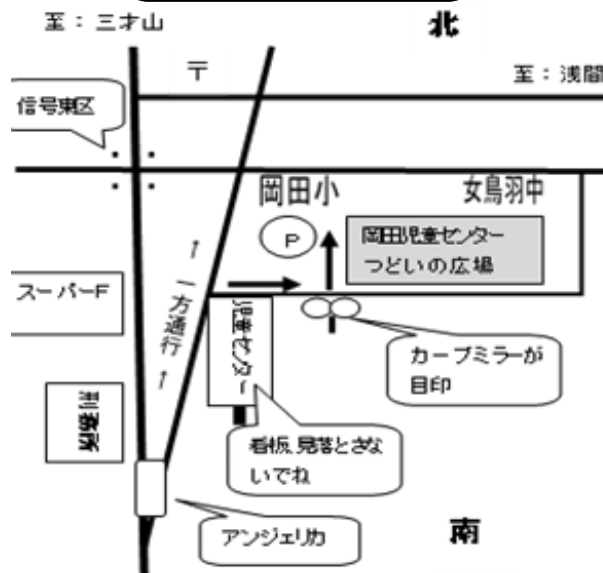 至：三才山
北
〒
至：浅間
信号東区
岡田小
女鳥羽中
P
岡田児童センター
つどいの広場
↑一方通行↑
スーパーF
児童センター
カーブミラーが
目印
刑務所
看板、見落とさな
いでね
アンジェリカ
南